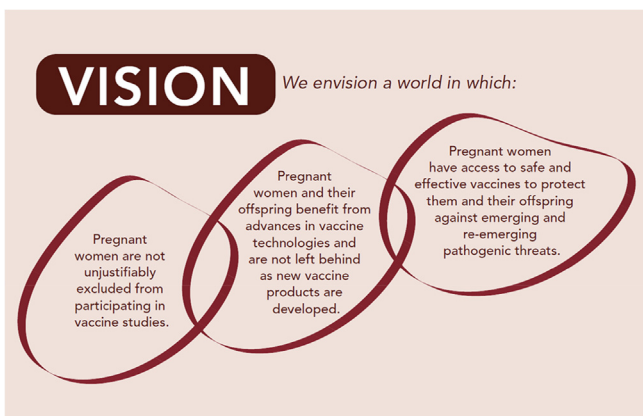 VISION
We envision a world in which:
Pregnant
women are not
unjustifiably
excluded from
participating in
vaccine studies.
Pregnant
women and their
offspring benefit from
advances in vaccine
technologies and
are not left behind
as new vaccine
products are
developed.
Pregnant women
have access to safe and
effective vaccines to protect
them and their offspring
against emerging and
re-emerging
pathogenic threats.